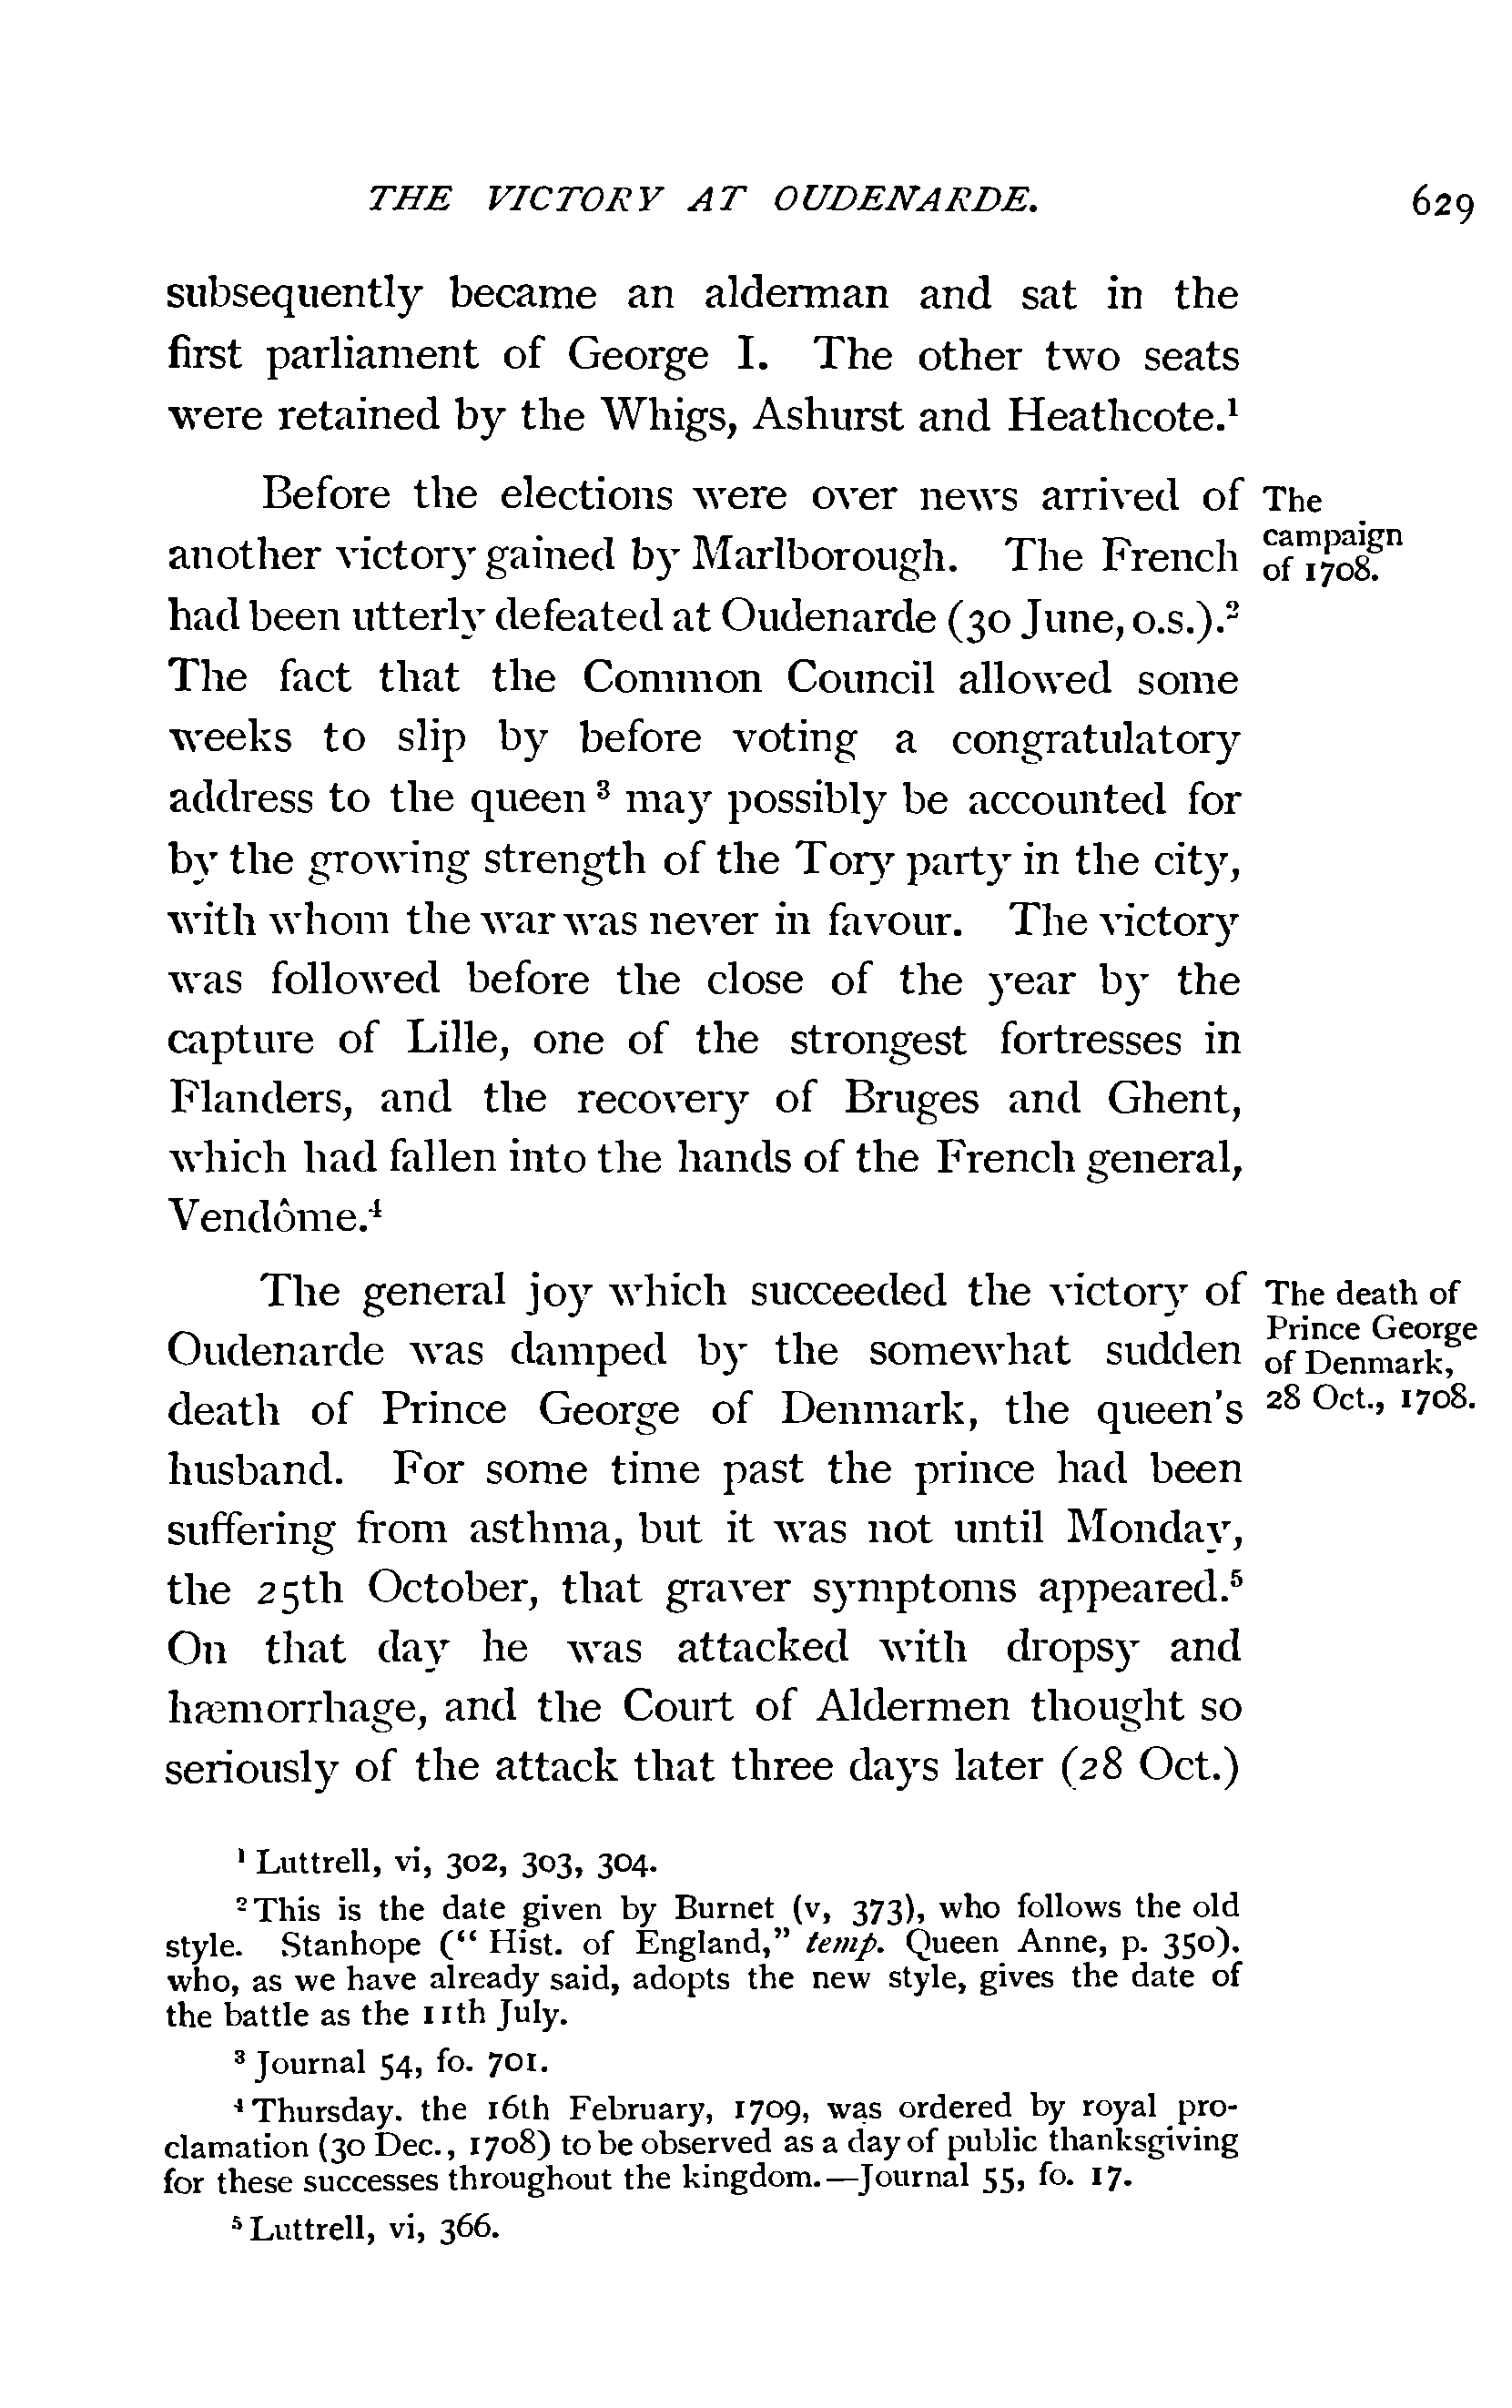 THE VICTORY AT OUDENARDE. 629
subsequently became an alderman and sat in the
first parliament of George I. The other two seats
were retained by the Whigs, Ashurst and Heathcote.¹
Before the elections were over news arrived of
another victory gained by Marlborough. The French
had been utterly defeated at Oudenarde (30 June, o.s.).²
The fact that the Common Council allowed some
weeks to slip by before voting a congratulatory
address to the queen³ may possibly be accounted for
by the growing strength of the Tory party in the city,
with whom the war was never in favour. The victory
was followed before the close of the year by the
capture of Lille, one of the strongest fortresses in
Flanders, and the recovery of Bruges and Ghent,
which had fallen into the hands of the French general,
Vendôme.⁴
The
campaign
of 1708.
The general joy which succeeded the victory of
Oudenarde was damped by the somewhat sudden
death of Prince George of Denmark, the queen's
husband. For some time past the prince had been
suffering from asthma, but it was not until Monday,
the 25th October, that graver symptoms appeared.⁵
On that day he was attacked with dropsy and
hæmorrhage, and the Court of Aldermen thought so
seriously of the attack that three days later (28 Oct.)
The death of
Prince George
of Denmark,
28 Oct., 1708.
¹ Luttrell, vi, 302, 303, 304.
² This is the date given by Burnet (v, 373), who follows the old
style. Stanhope (“Hist. of England,” temp. Queen Anne, p. 350).
who, as we have already said, adopts the new style, gives the date of
the battle as the 11th July.
³ Journal 54, fo. 701.
⁴ Thursday. the 16th February, 1709, was ordered by royal pro-
clamation (30 Dec., 1708) to be observed as a day of public thanksgiving
for these successes throughout the kingdom.—Journal 55, fo. 17.
⁵ Luttrell, vi, 366.